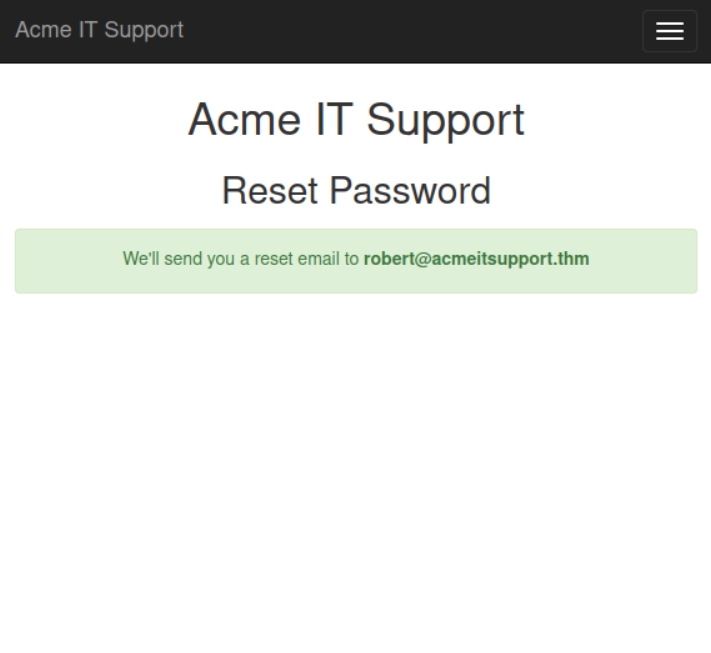 Acme IT Support
Acme IT Support
Reset Password
We'll send you a reset email to robert@acmeitsupport.thm